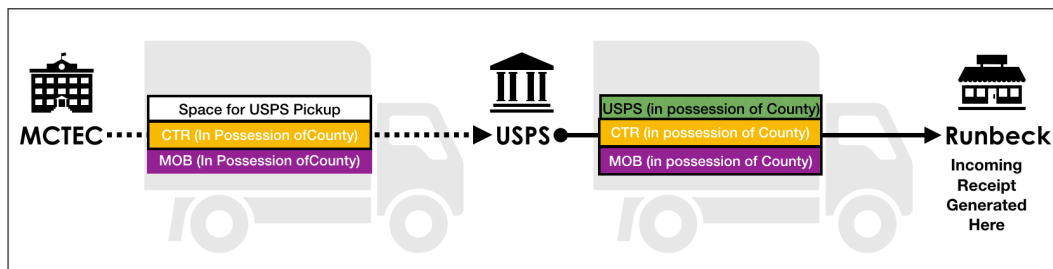 MCTEC
Space for USPS Pickup
CTR (In Possession ofCounty)
MOB (In Possession ofCounty)
USPS
USPS (in possession of County)
CTR (in possession of County)
MOB (in possession of County)
Runbeck
Incoming
Receipt
Generated
Here